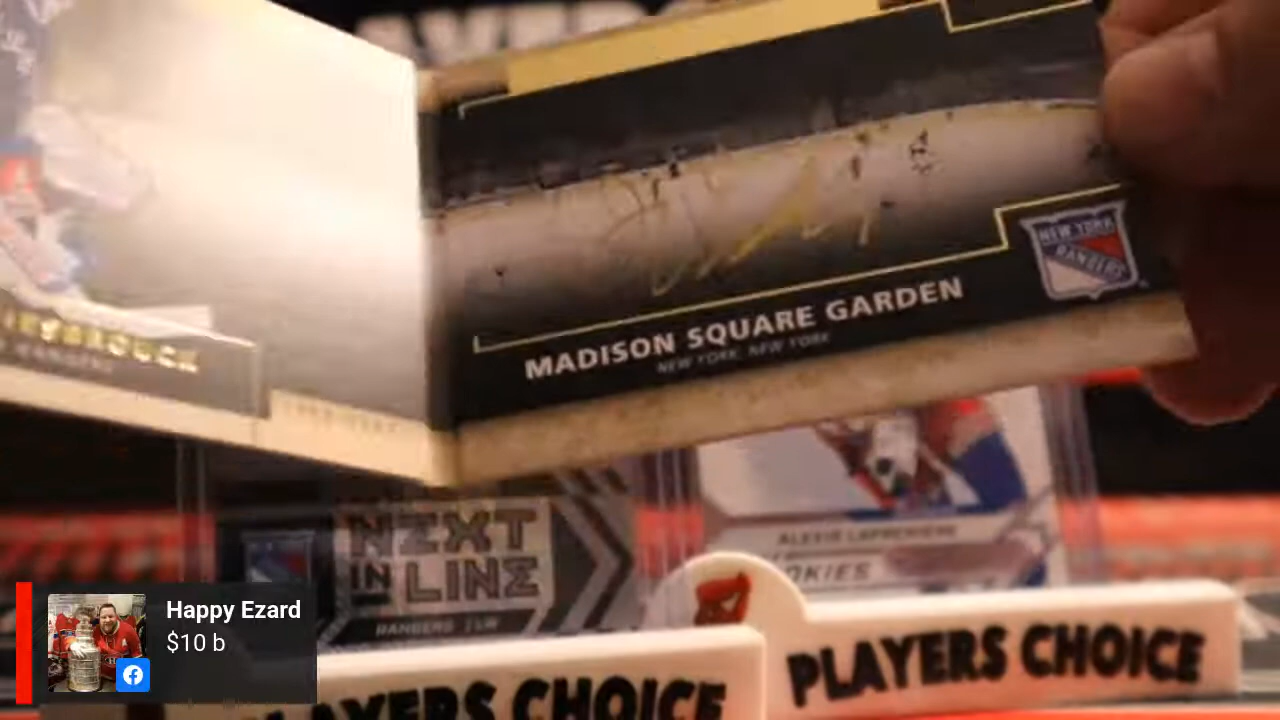 MADISON SQUARE GARDEN
NEW YORK, NEW YORK
NEW YORK
RANGERS
NEXT
IN LINE
RANGERS | LW
ALEXIS LAFRENIERE
Happy Ezard
$10 b
PLAYERS CHOICE
PLAYERS CHOICE